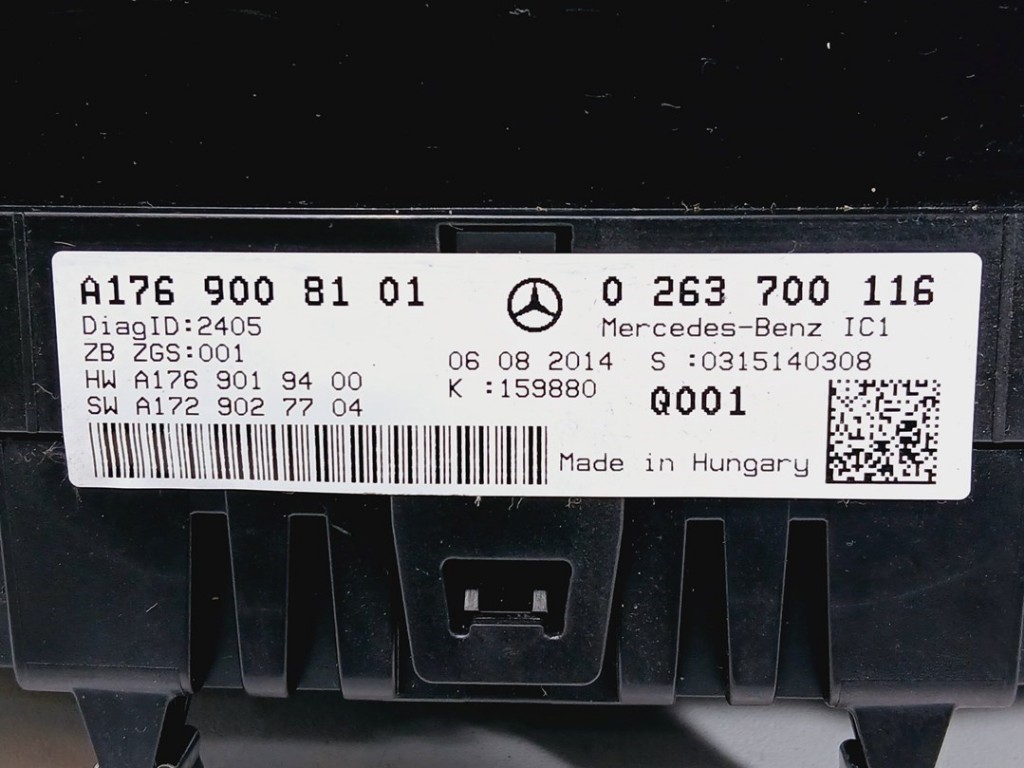 A176 900 81 01
0 263 700 116
DiagID:2405
Mercedes-Benz IC1
ZB ZGS:001
06 08 2014 S :0315140308
HW A176 901 94 00
K :159880
Q001
SW A172 902 77 04
Made in Hungary